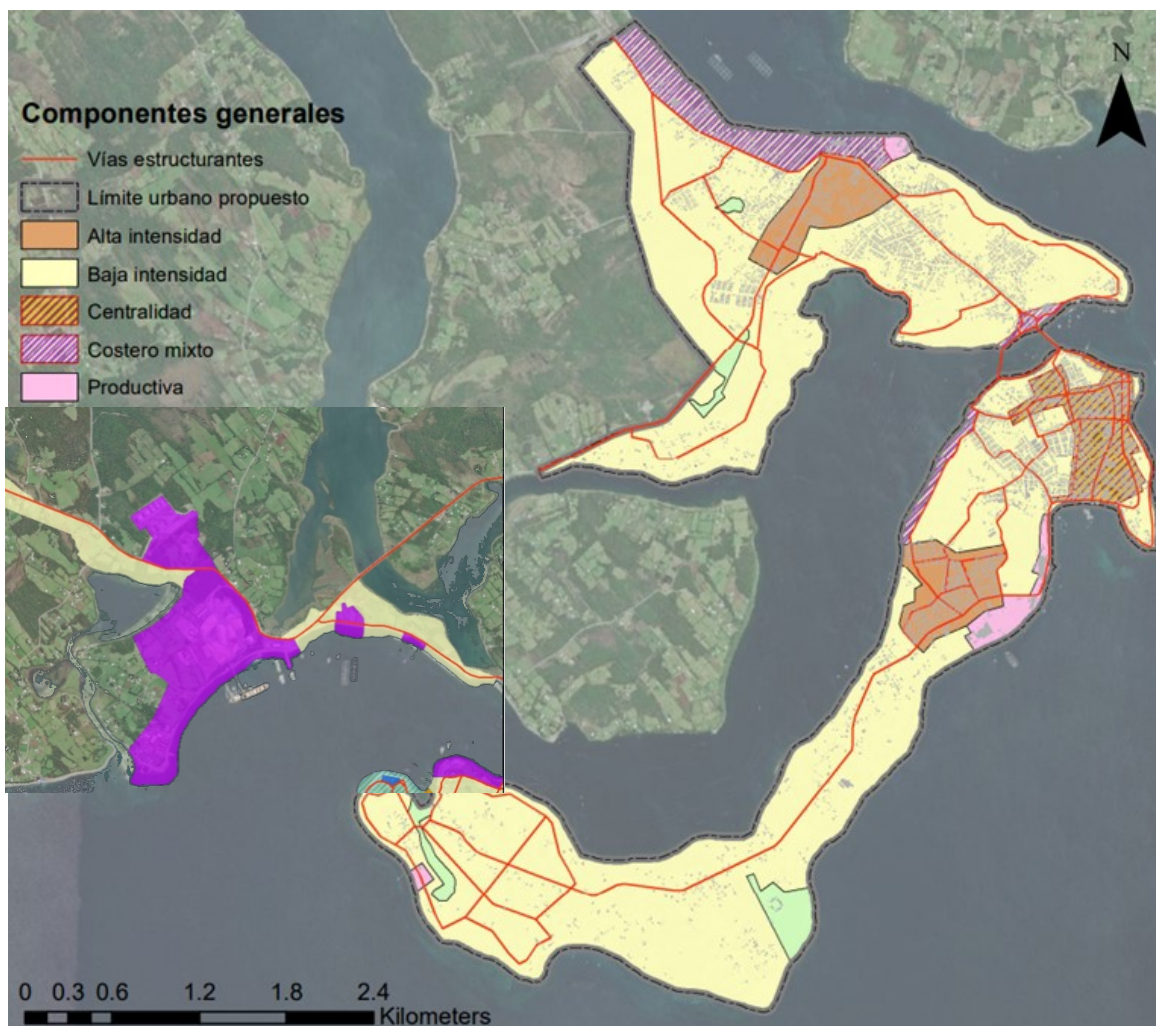 Componentes generales
Vías estructurantes
Límite urbano propuesto
Alta intensidad
Baja intensidad
Centralidad
Costero mixto
Productiva
N
0 0.3 0.6 1.2 1.8 2.4
Kilometers